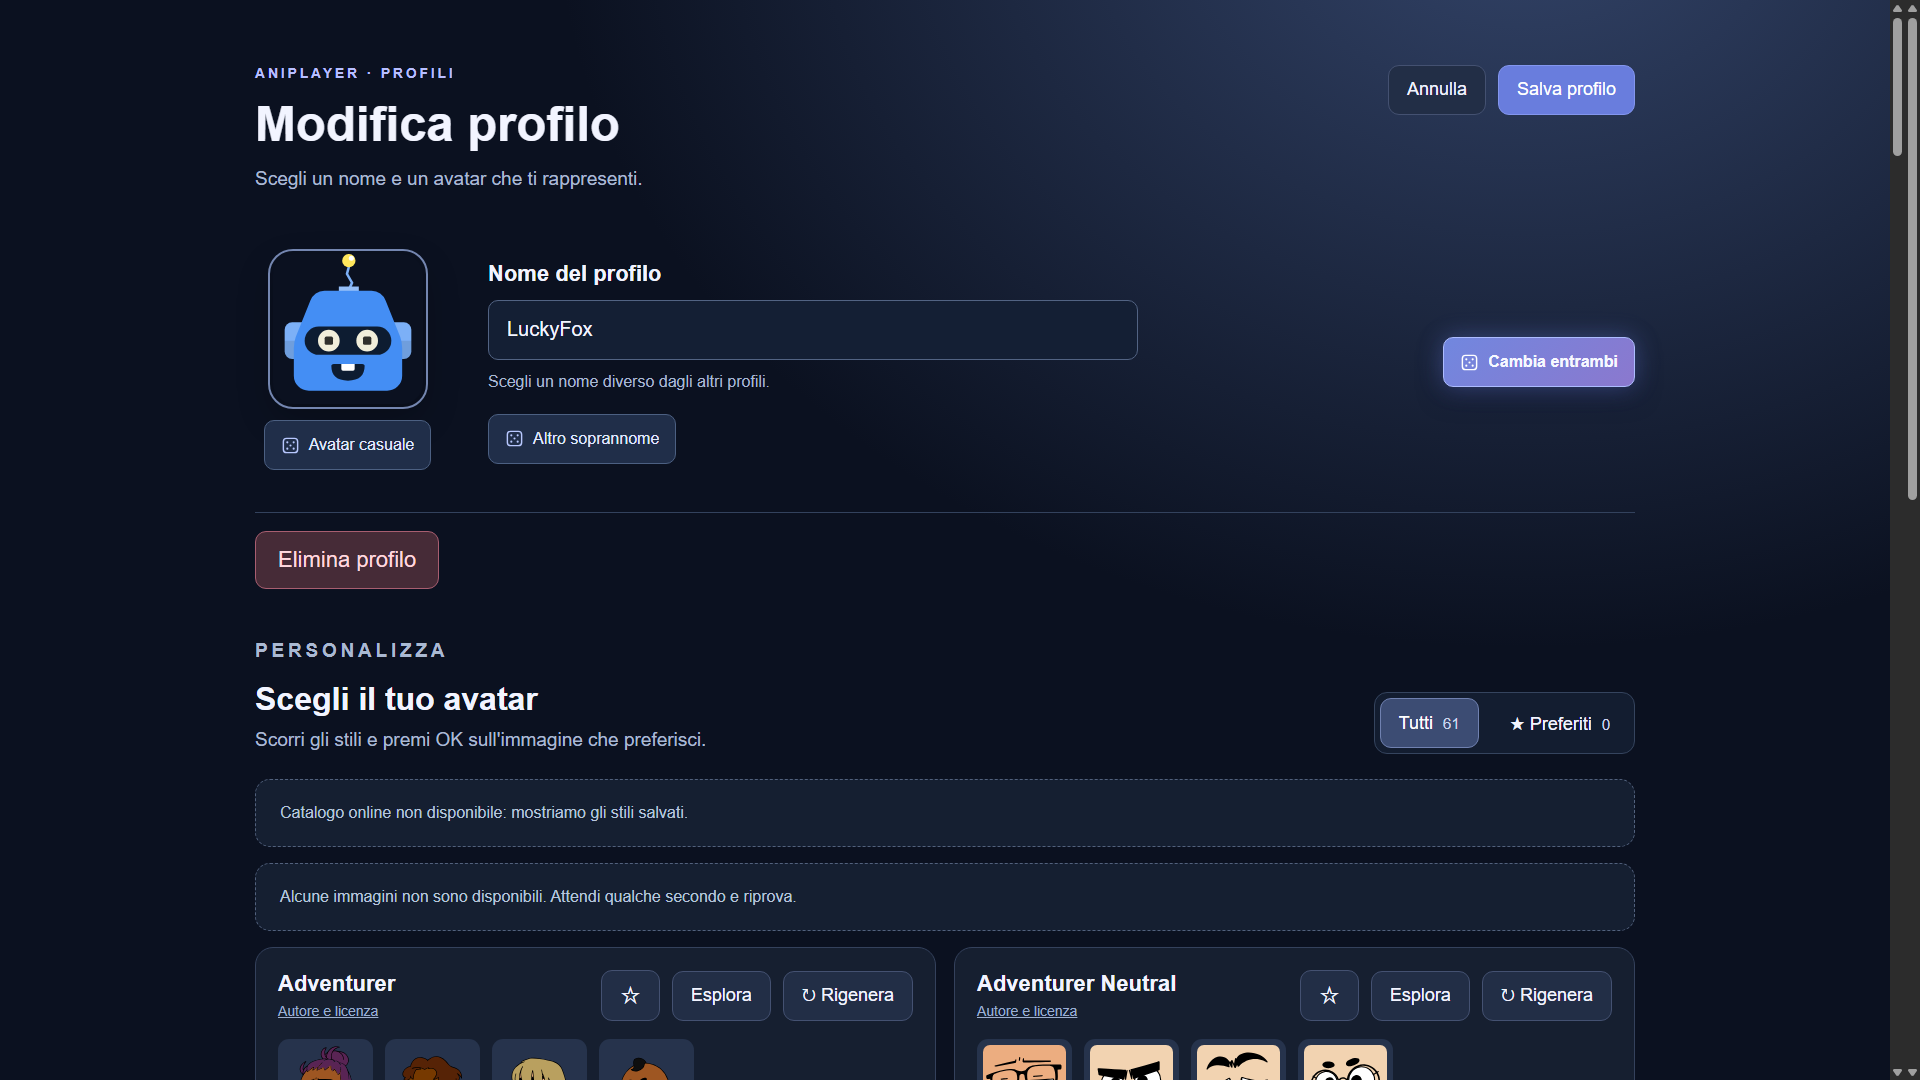 ANIPLAYER · PROFILI
Modifica profilo
Scegli un nome e un avatar che ti rappresenti.
Annulla
Salva profilo
Nome del profilo
LuckyFox
Scegli un nome diverso dagli altri profili.
Avatar casuale
Altro soprannome
Cambia entrambi
Elimina profilo
PERSONALIZZA
Scegli il tuo avatar
Scorri gli stili e premi OK sull'immagine che preferisci.
Tutti 61
★ Preferiti 0
Catalogo online non disponibile: mostriamo gli stili salvati.
Alcune immagini non sono disponibili. Attendi qualche secondo e riprova.
Adventurer
Autore e licenza
☆
Esplora
↻ Rigenera
Adventurer Neutral
Autore e licenza
☆
Esplora
↻ Rigenera